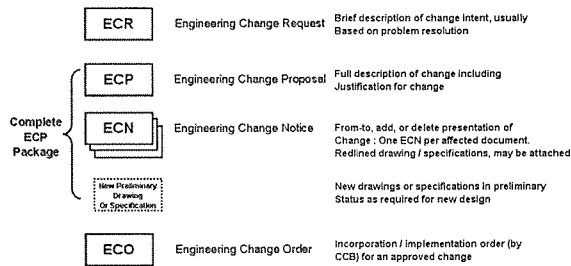 ECR Engineering Change Request Brief description of change intent, usually
Based on problem resolution
ECP Engineering Change Proposal Full description of change including
Justification for change
Complete
ECP
Package
ECN Engineering Change Notice From-to, add, or delete presentation of
Change : One ECN per affected document.
Redlined drawing / specifications, may be attached
New Preliminary
Drawing
Or Specification
New drawings or specifications in preliminary
Status as required for new design
ECO Engineering Change Order Incorporation / implementation order (by
CCB) for an approved change